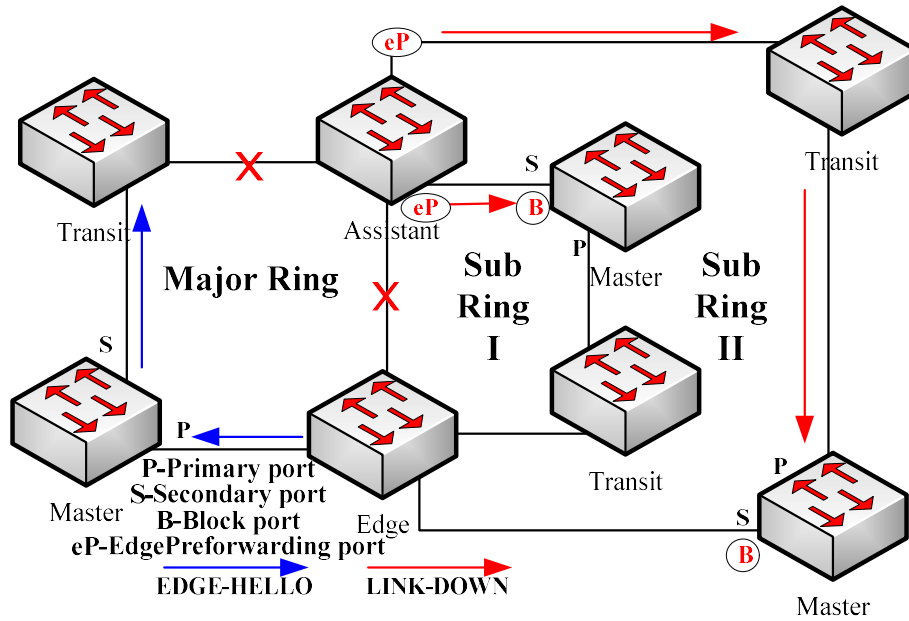 eP
Transit
S
B
eP
Transit
Assistant
P
Master
Major Ring
Sub
Ring
I
Sub
Ring
II
S
P
P-Primary port
S-Secondary port
B-Block port
eP-EdgePreforwarding port
Master
Edge
Transit
P
S
B
EDGE-HELLO
LINK-DOWN
Master